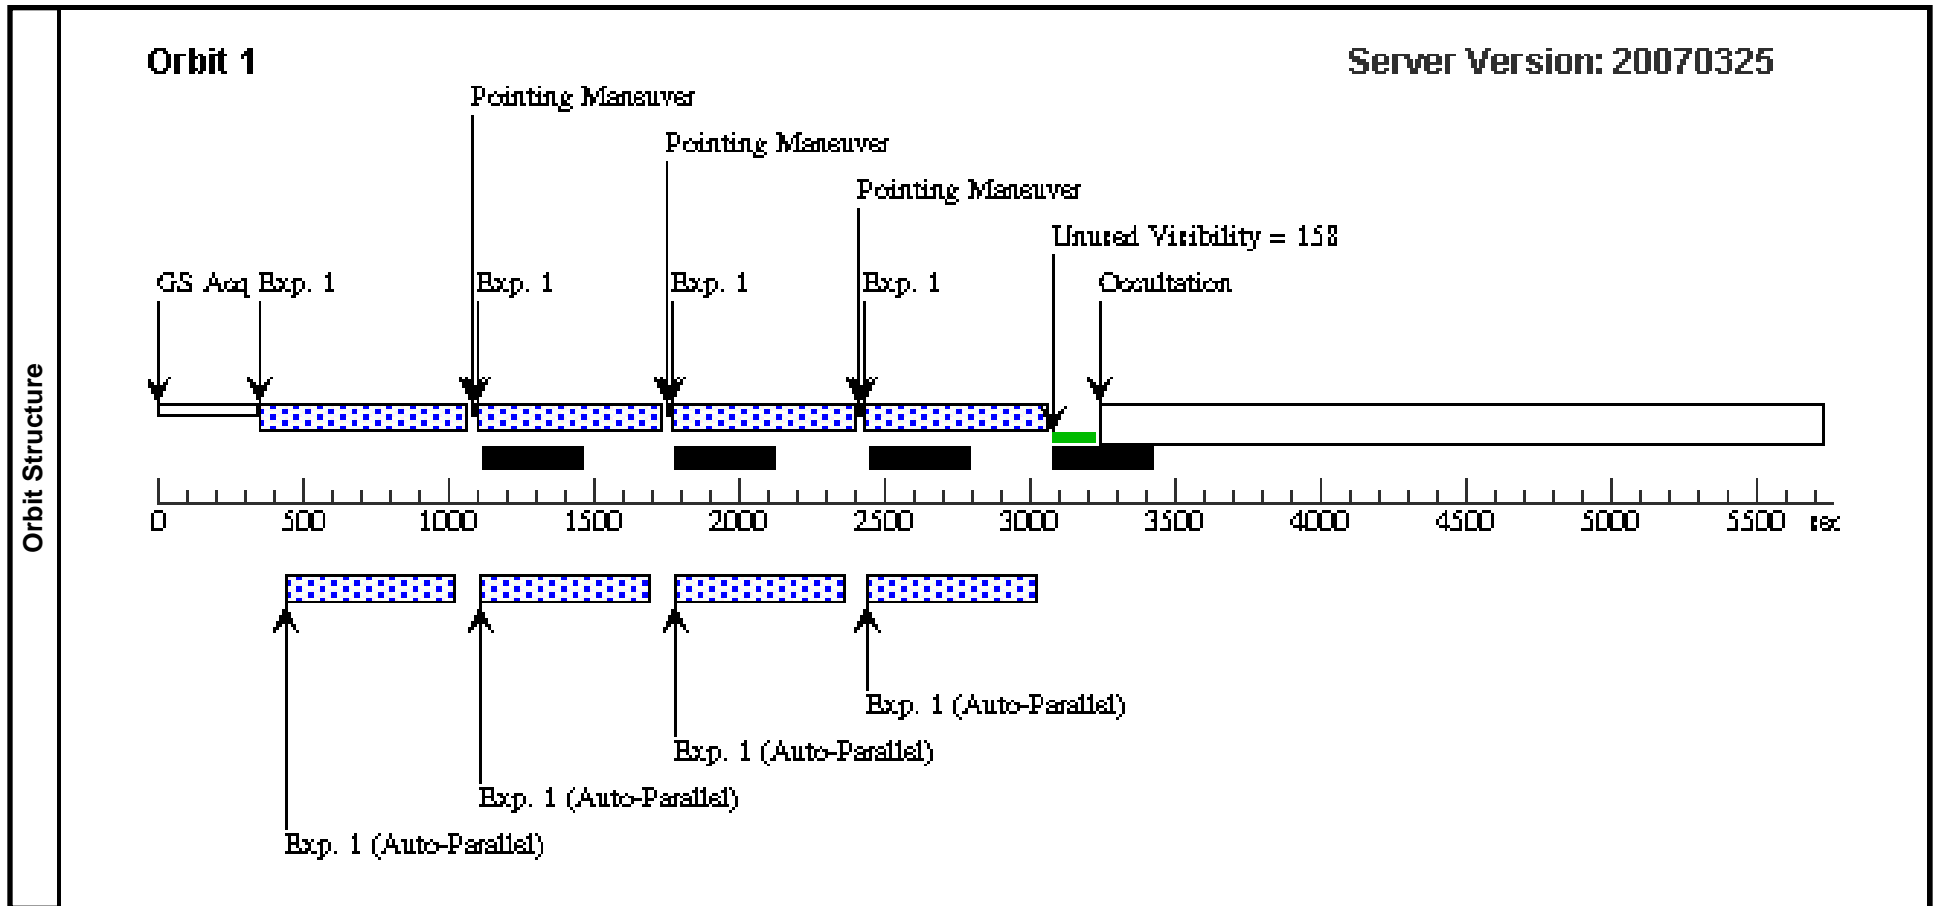 Orbit Structure
Orbit 1
Server Version: 20070325
Pointing Maneuver
Pointing Maneuver
Pointing Maneuver
Unused Visibility = 158
GS Acq Exp. 1 Exp. 1 Exp. 1 Exp. 1 Occultation
0 500 1000 1500 2000 2500 3000 3500 4000 4500 5000 5500 sec
Exp. 1 (Auto-Parallel)
Exp. 1 (Auto-Parallel)
Exp. 1 (Auto-Parallel)
Exp. 1 (Auto-Parallel)